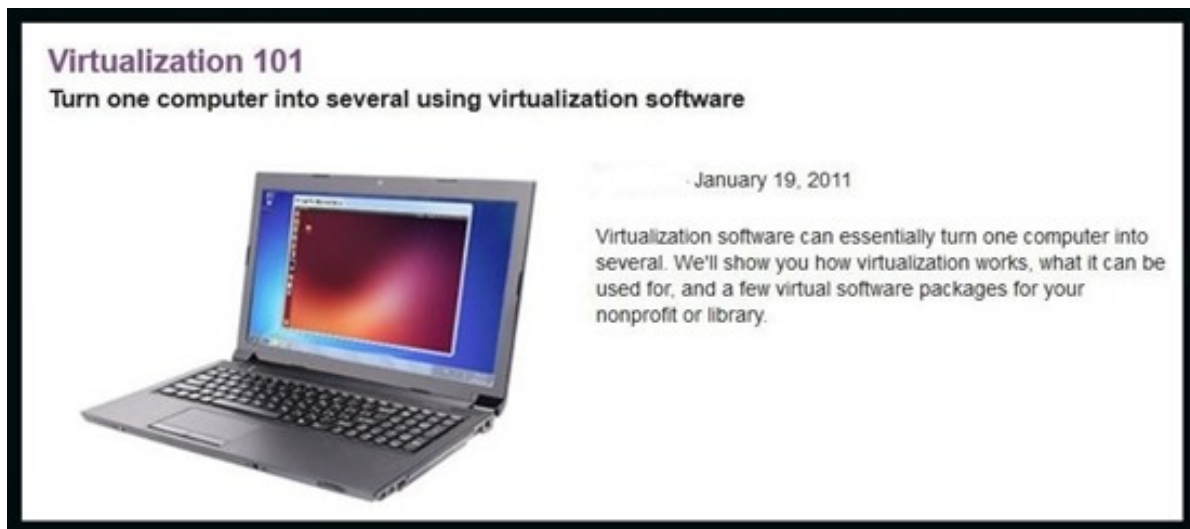 Virtualization 101
Turn one computer into several using virtualization software
January 19, 2011
Virtualization software can essentially turn one computer into
several. We'll show you how virtualization works, what it can be
used for, and a few virtual software packages for your
nonprofit or library.